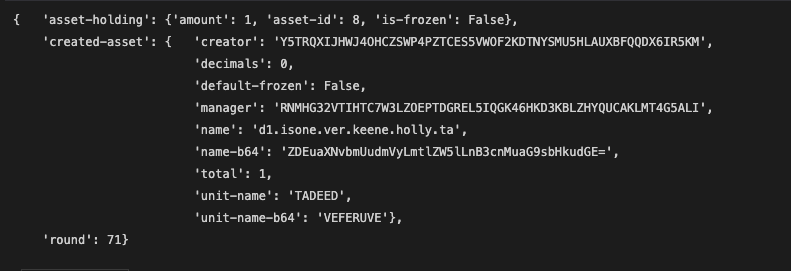 { 'asset-holding': {'amount': 1, 'asset-id': 8, 'is-frozen': False},
'created-asset': { 'creator': 'Y5TRQXIJHWJ4OHCZSWP4PZTCES5VWOF2KDTNYSMU5HLAUXBFQQDX6IR5KM',
'decimals': 0,
'default-frozen': False,
'manager': 'RNMHG32VTIHTC7W3LZOEPTDGREL5IQGK46HKD3KBLZHYQUCAKLMT4G5ALI',
'name': 'd1.isone.ver.keene.holly.ta',
'name-b64': 'ZDEuaXNvbmUudmVyLmtlZW5lLnB3cnMuaG9sbHkudGE=',
'total': 1,
'unit-name': 'TADEED',
'unit-name-b64': 'VEFERUVE'},
'round': 71}